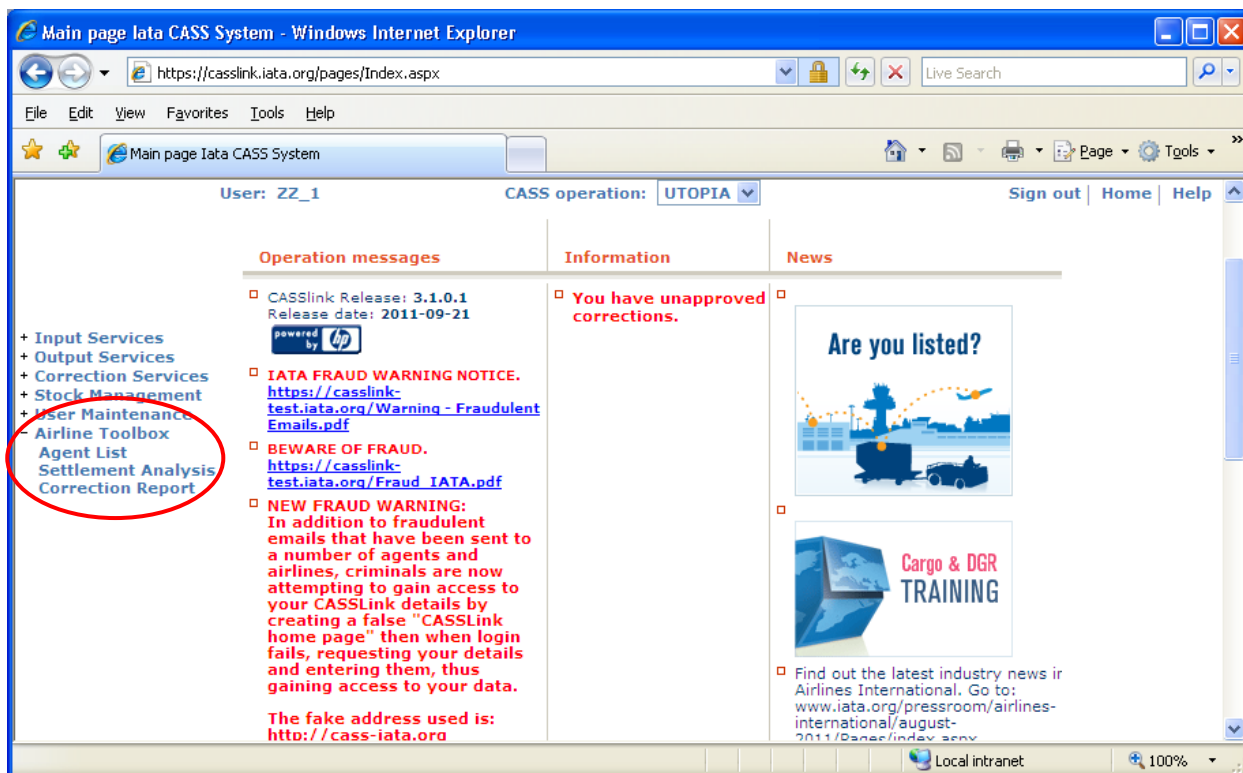 Main page Iata CASS System - Windows Internet Explorer
https://casslink.iata.org/pages/Index.aspx
Live Search
File Edit View Favorites Tools Help
Main page Iata CASS System
Page Tools
User: ZZ_1
CASS operation: UTOPIA
Sign out | Home | Help
+ Input Services
+ Output Services
+ Correction Services
+ Stock Management
+ User Maintenance
- Airline Toolbox
Agent List
Settlement Analysis
Correction Report
Operation messages
CASSlink Release: 3.1.0.1
Release date: 2011-09-21
powered
by hp
IATA FRAUD WARNING NOTICE.
https://casslink-
test.iata.org/Warning - Fraudulent
Emails.pdf
BEWARE OF FRAUD.
https://casslink-
test.iata.org/Fraud_IATA.pdf
NEW FRAUD WARNING:
In addition to fraudulent
emails that have been sent to
a number of agents and
airlines, criminals are now
attempting to gain access to
your CASSLink details by
creating a false "CASSLink
home page" then when login
fails, requesting your details
and entering them, thus
gaining access to your data.
The fake address used is:
http://cass-iata.org
Information
You have unapproved
corrections.
News
Are you listed?
Cargo & DGR
TRAINING
Find out the latest industry news ir
Airlines International. Go to:
www.iata.org/pressroom/airlines-
international/august-
2011/Pages/index.aspx
Local intranet
100%